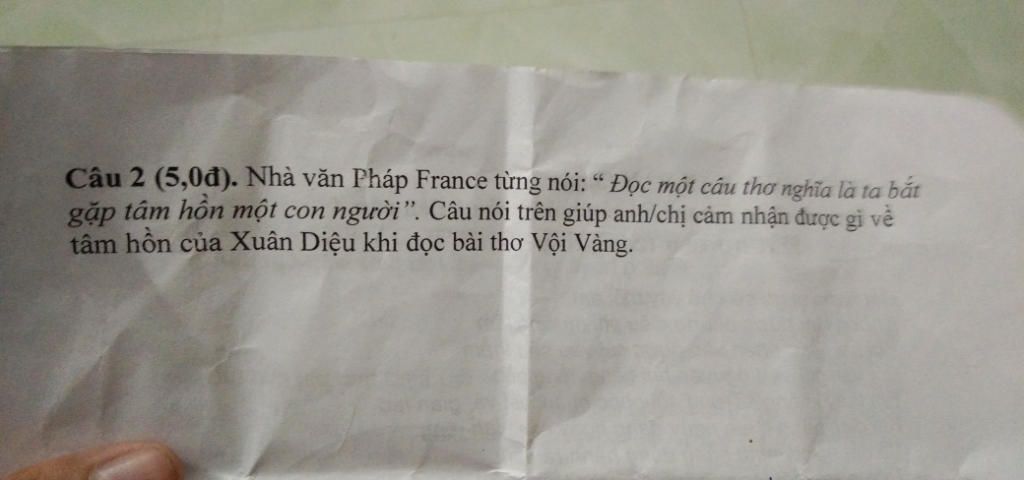 Câu 2 (5,0đ). Nhà văn Pháp France từng nói: “ Đọc một câu thơ nghĩa là ta bắt
gặp tâm hồn một con người”. Câu nói trên giúp anh/chị cảm nhận được gì về
tâm hồn của Xuân Diệu khi đọc bài thơ Vội Vàng.